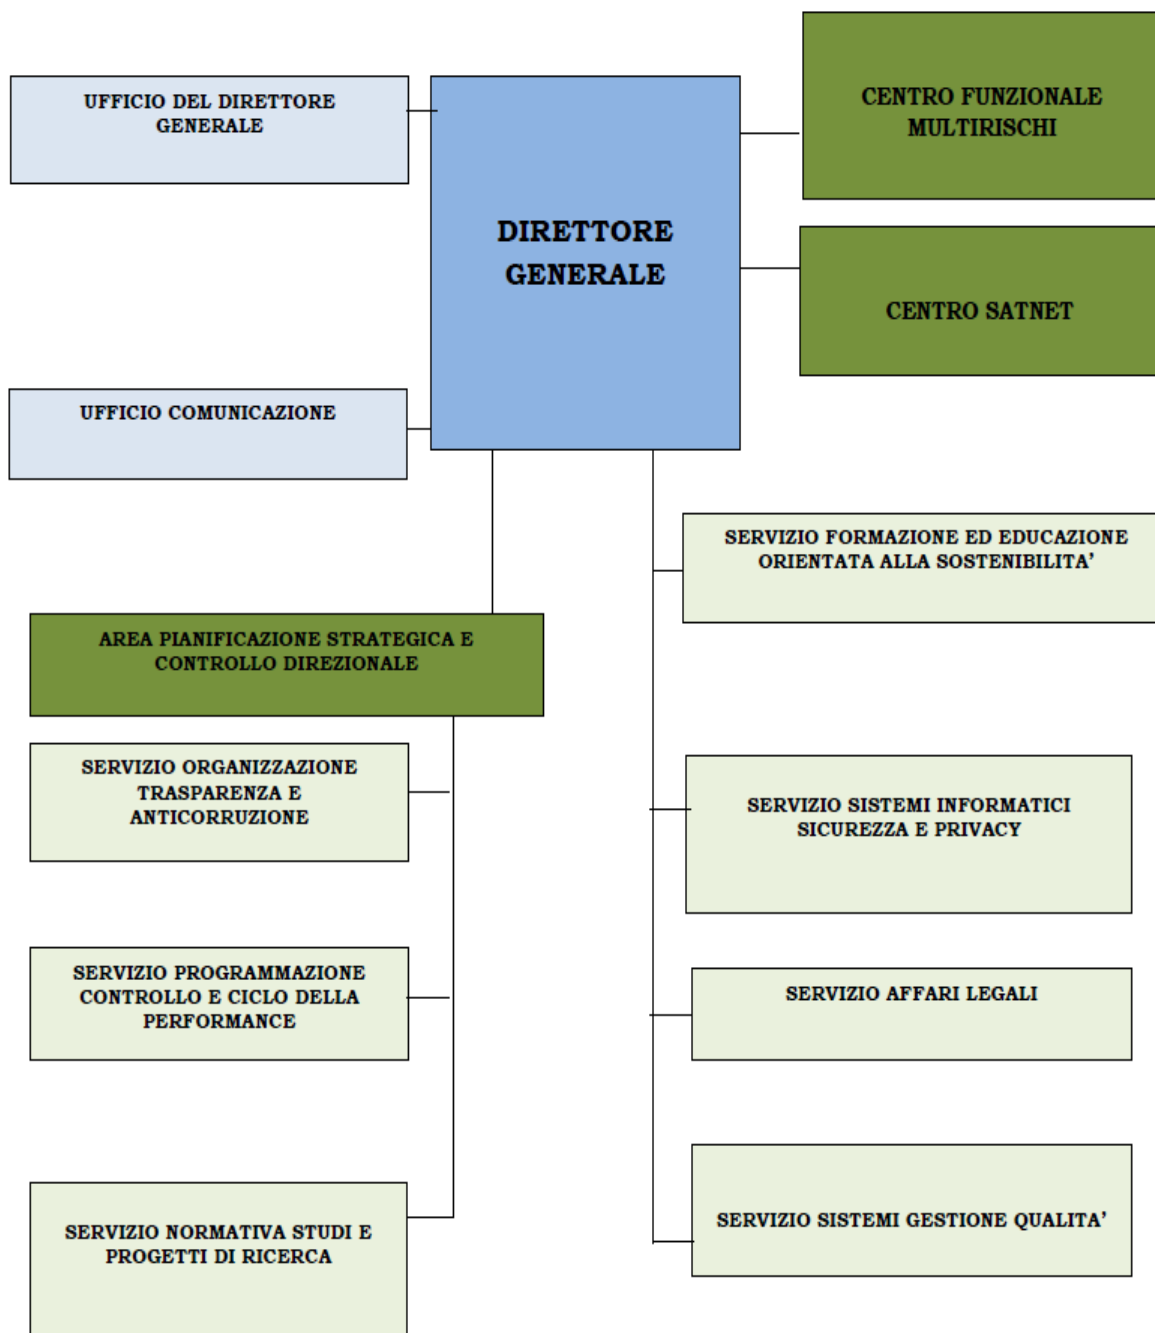 UFFICIO DEL DIRETTORE
GENERALE
DIRETTORE
GENERALE
CENTRO FUNZIONALE
MULTIRISCHI
CENTRO SATNET
UFFICIO COMUNICAZIONE
SERVIZIO FORMAZIONE ED EDUCAZIONE
ORIENTATA ALLA SOSTENIBILITA’
AREA PIANIFICAZIONE STRATEGICA E
CONTROLLO DIREZIONALE
SERVIZIO ORGANIZZAZIONE
TRASPARENZA E
ANTICORRUZIONE
SERVIZIO SISTEMI INFORMATICI
SICUREZZA E PRIVACY
SERVIZIO PROGRAMMAZIONE
CONTROLLO E CICLO DELLA
PERFORMANCE
SERVIZIO AFFARI LEGALI
SERVIZIO NORMATIVA STUDI E
PROGETTI DI RICERCA
SERVIZIO SISTEMI GESTIONE QUALITA’